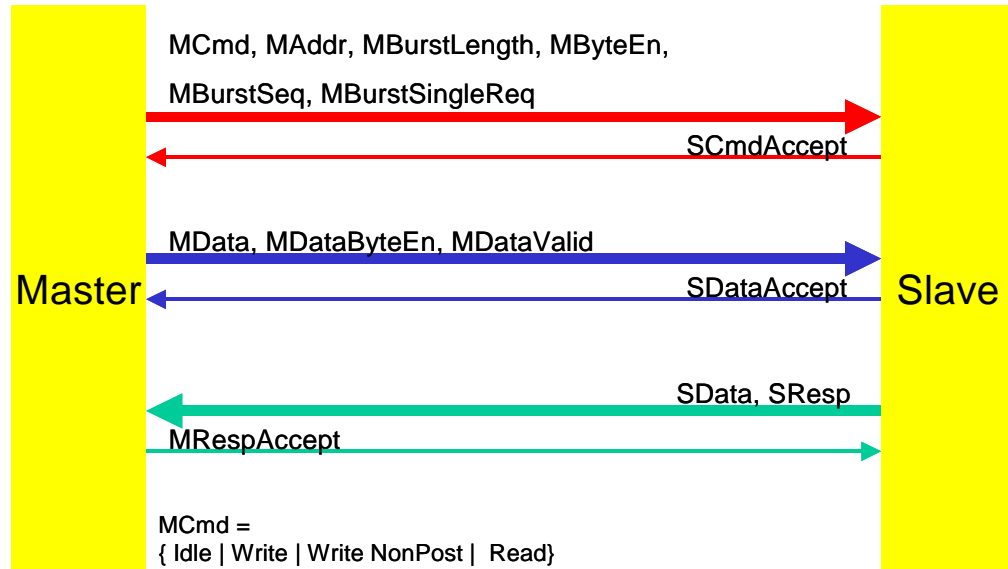 MCmd, MAddr, MBurstLength, MByteEn,
MBurstSeq, MBurstSingleReq
SCmdAccept
MData, MDataByteEn, MDataValid
SDataAccept
Master
Slave
SData, SResp
MRespAccept
MCmd =
{ Idle | Write | Write NonPost | Read}